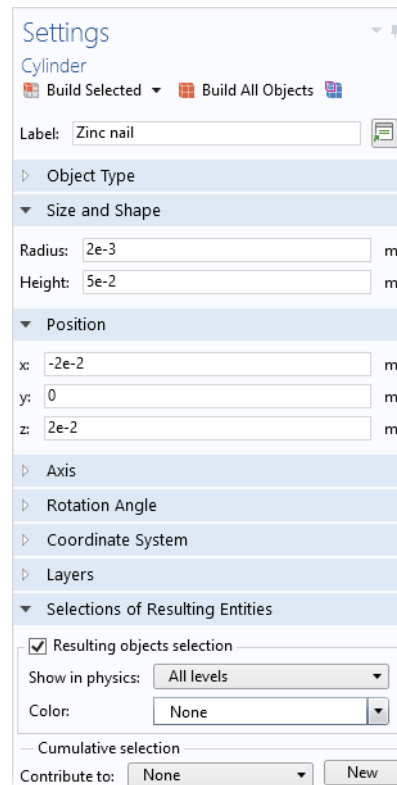 Settings
Cylinder
Build Selected Build All Objects
Label: Zinc nail
Object Type
Size and Shape
Radius: 2e-3 m
Height: 5e-2 m
Position
x: -2e-2 m
y: 0 m
z: 2e-2 m
Axis
Rotation Angle
Coordinate System
Layers
Selections of Resulting Entities
Resulting objects selection
Show in physics: All levels
Color: None
Cumulative selection
Contribute to: None New